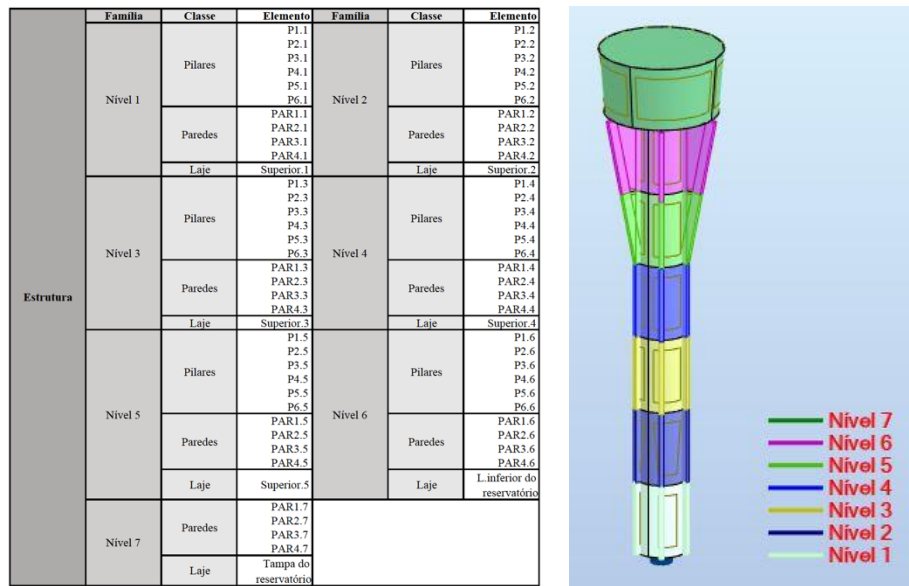 Família Classe Elemento Família Classe Elemento
Estrutura
Nível 1
Pilares
P1.1
P2.1
P3.1
P4.1
P5.1
P6.1
Paredes
PAR1.1
PAR2.1
PAR3.1
PAR4.1
Laje Superior.1
Nível 2
Pilares
P1.2
P2.2
P3.2
P4.2
P5.2
P6.2
Paredes
PAR1.2
PAR2.2
PAR3.2
PAR4.2
Laje Superior.2
Nível 3
Pilares
P1.3
P2.3
P3.3
P4.3
P5.3
P6.3
Paredes
PAR1.3
PAR2.3
PAR3.3
PAR4.3
Laje Superior.3
Nível 4
Pilares
P1.4
P2.4
P3.4
P4.4
P5.4
P6.4
Paredes
PAR1.4
PAR2.4
PAR3.4
PAR4.4
Laje Superior.4
Nível 5
Pilares
P1.5
P2.5
P3.5
P4.5
P5.5
P6.5
Paredes
PAR1.5
PAR2.5
PAR3.5
PAR4.5
Laje Superior.5
Nível 6
Pilares
P1.6
P2.6
P3.6
P4.6
P5.6
P6.6
Paredes
PAR1.6
PAR2.6
PAR3.6
PAR4.6
Laje
L.inferior do
reservatório
Nível 7
Paredes
PAR1.7
PAR2.7
PAR3.7
PAR4.7
Laje
Tampa do
reservatório
Nível 7
Nível 6
Nível 5
Nível 4
Nível 3
Nível 2
Nível 1